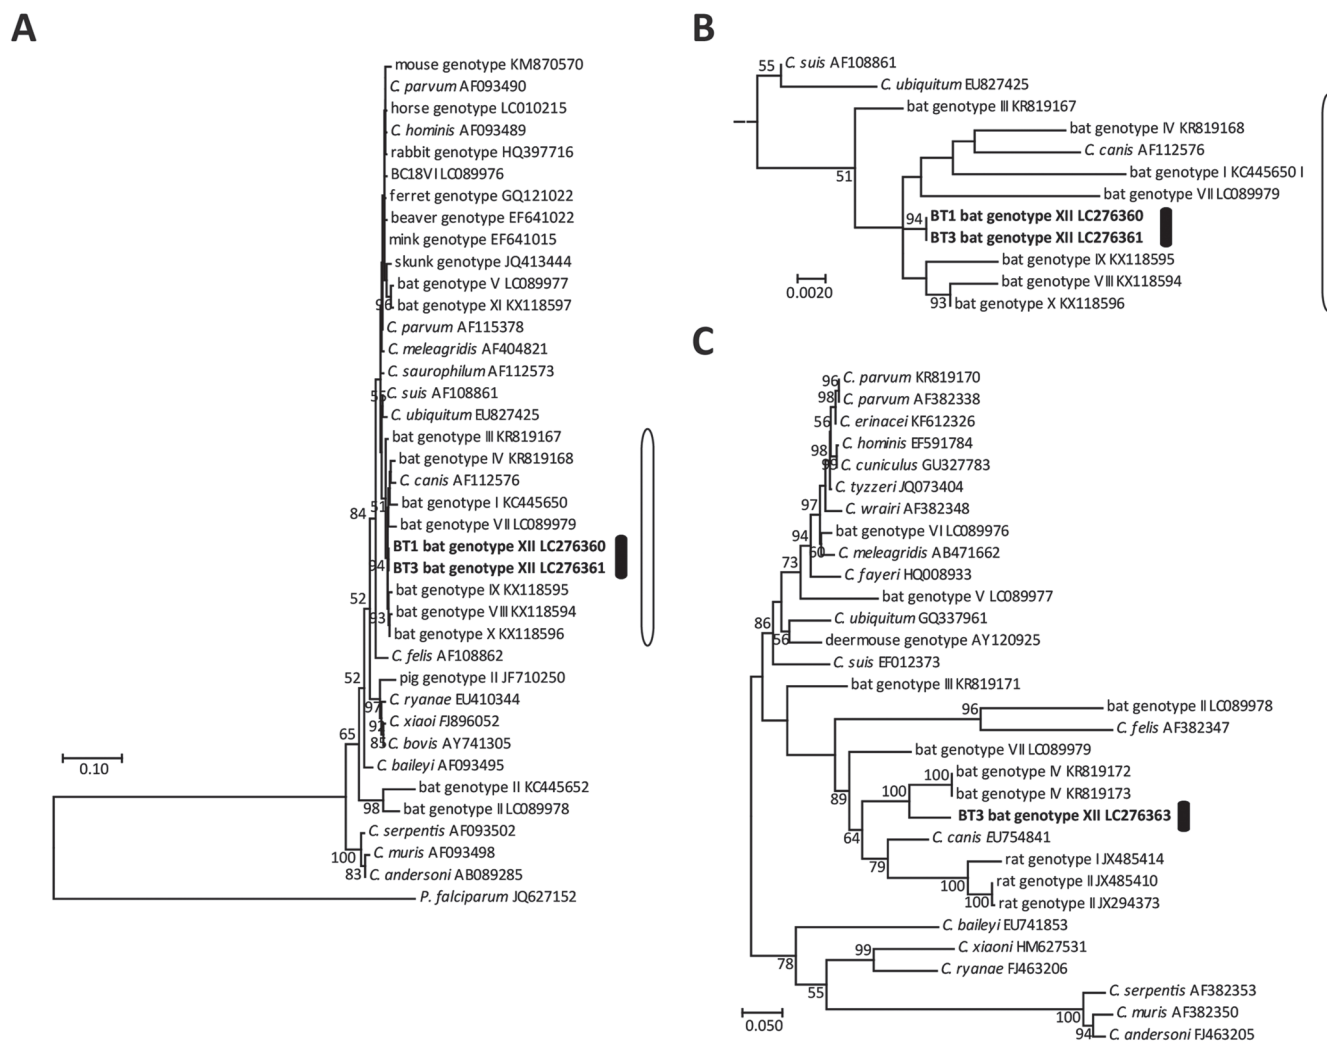 A
mouse genotype KM870570
C. parvum AF093490
horse genotype LC010215
C. hominis AF093489
rabbit genotype HQ397716
BC18VI LC089976
ferret genotype GQ121022
beaver genotype EF641022
mink genotype EF641015
skunk genotype JQ413444
bat genotype V LC089977
96
bat genotype XI KX118597
C. parvum AF115378
C. meleagridis AF404821
C. saurophilum AF112573
55
C. suis AF108861
C. ubiquitum EU827425
bat genotype III KR819167
bat genotype IV KR819168
C. canis AF112576
51
bat genotype I KC445650
84
bat genotype VII LC089979
BT1 bat genotype XII LC276360
94
BT3 bat genotype XII LC276361
bat genotype IX KX118595
52
93
bat genotype VIII KX118594
bat genotype X KX118596
C. felis AF108862
52
pig genotype II JF710250
C. ryanae EU410344
97
92
C. xiaoi FJ896052
65
85
C. bovis AY741305
C. baileyi AF093495
0.10
bat genotype II KC445652
98
bat genotype II LC089978
C. serpentis AF093502
100
C. muris AF093498
83
C. andersoni AB089285
P. falciparum JQ627152
B
55
C. suis AF108861
C. ubiquitum EU827425
bat genotype III KR819167
bat genotype IV KR819168
C. canis AF112576
51
bat genotype I KC445650 I
bat genotype VII LC089979
94
BT1 bat genotype XII LC276360
BT3 bat genotype XII LC276361
bat genotype IX KX118595
bat genotype VIII KX118594
0.0020
93
bat genotype X KX118596
C
96
C. parvum KR819170
98
C. parvum AF382338
56
C. erinacei KF612326
98
C. hominis EF591784
99
C. cuniculus GU327783
C. tyzzeri JQ073404
97
C. wrairi AF382348
94
bat genotype VI LC089976
60
C. meleagridis AB471662
73
C. fayeri HQ008933
bat genotype V LC089977
86
C. ubiquitum GQ337961
56
deermouse genotype AY120925
C. suis EF012373
bat genotype III KR819171
96
bat genotype II LC089978
C. felis AF382347
bat genotype VII LC089979
100
bat genotype IV KR819172
89
100
bat genotype IV KR819173
BT3 bat genotype XII LC276363
64
C. canis EU754841
79
rat genotype I JX485414
100
rat genotype II JX485410
100
rat genotype II JX294373
C. baileyi EU741853
99
C. xiaoni HM627531
78
C. ryanae FJ463206
55
C. serpentis AF382353
100
C. muris AF382350
0.050
94
C. andersoni FJ463205